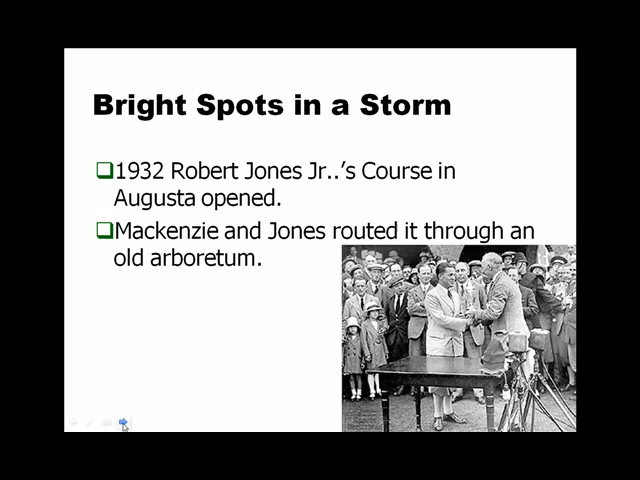 Bright Spots in a Storm
1932 Robert Jones Jr..’s Course in
Augusta opened.
Mackenzie and Jones routed it through an
old arboretum.